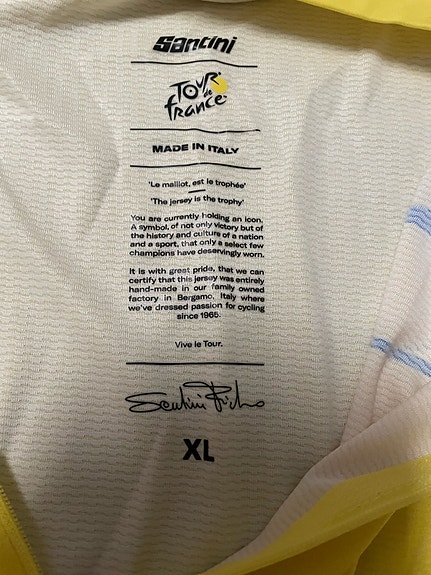 Santini
TOUR
de
france
MADE IN ITALY
'Le maillot, est le trophée'
'The jersey is the trophy'
You are currently holding an icon.
A symbol, of not only victory but of
the history and culture of a nation
and a sport, that only a select few
champions have deservingly worn.
It is with great pride, that we can
certify that this jersey was entirely
hand-made in our family owned
factory in Bergamo, Italy where
we've dressed passion for cycling
since 1965.
Vive le Tour.
Santini
XL